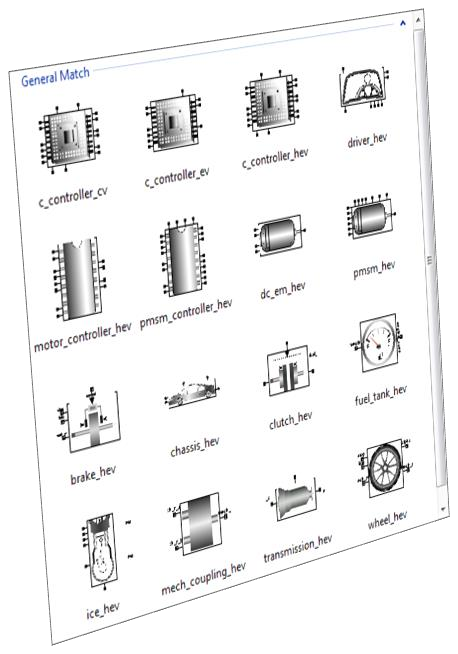 General Match
c_controller_cv
c_controller_ev
c_controller_hev
driver_hev
motor_controller_hev
pmsm_controller_hev
dc_em_hev
pmsm_hev
brake_hev
chassis_hev
clutch_hev
fuel_tank_hev
ice_hev
mech_coupling_hev
transmission_hev
wheel_hev